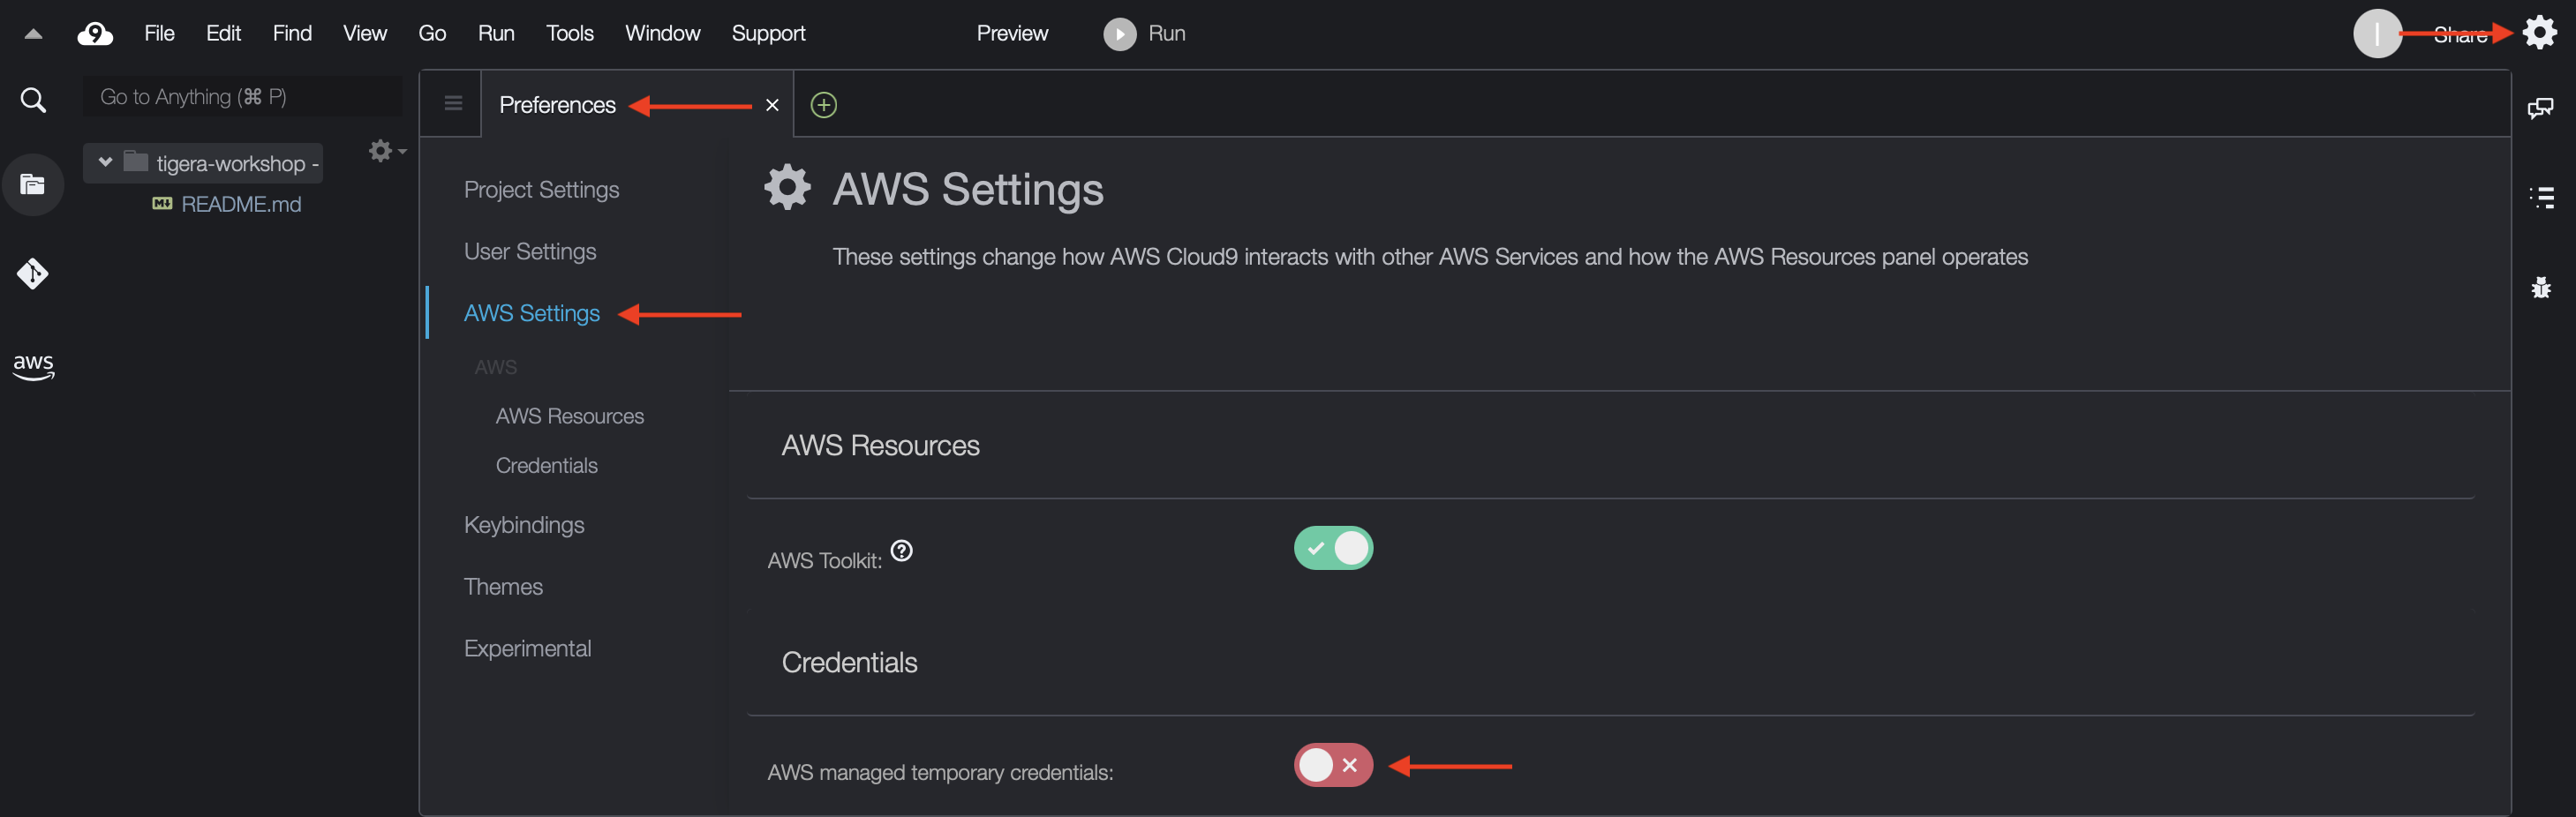 9 File Edit Find View Go Run Tools Window Support Preview Run I Share
Go to Anything (⌘ P)
Preferences
tigera-workshop -
M↓ README.md
aws
Project Settings
User Settings
AWS Settings
AWS
AWS Resources
Credentials
Keybindings
Themes
Experimental
AWS Settings
These settings change how AWS Cloud9 interacts with other AWS Services and how the AWS Resources panel operates
AWS Resources
AWS Toolkit: ?
Credentials
AWS managed temporary credentials: